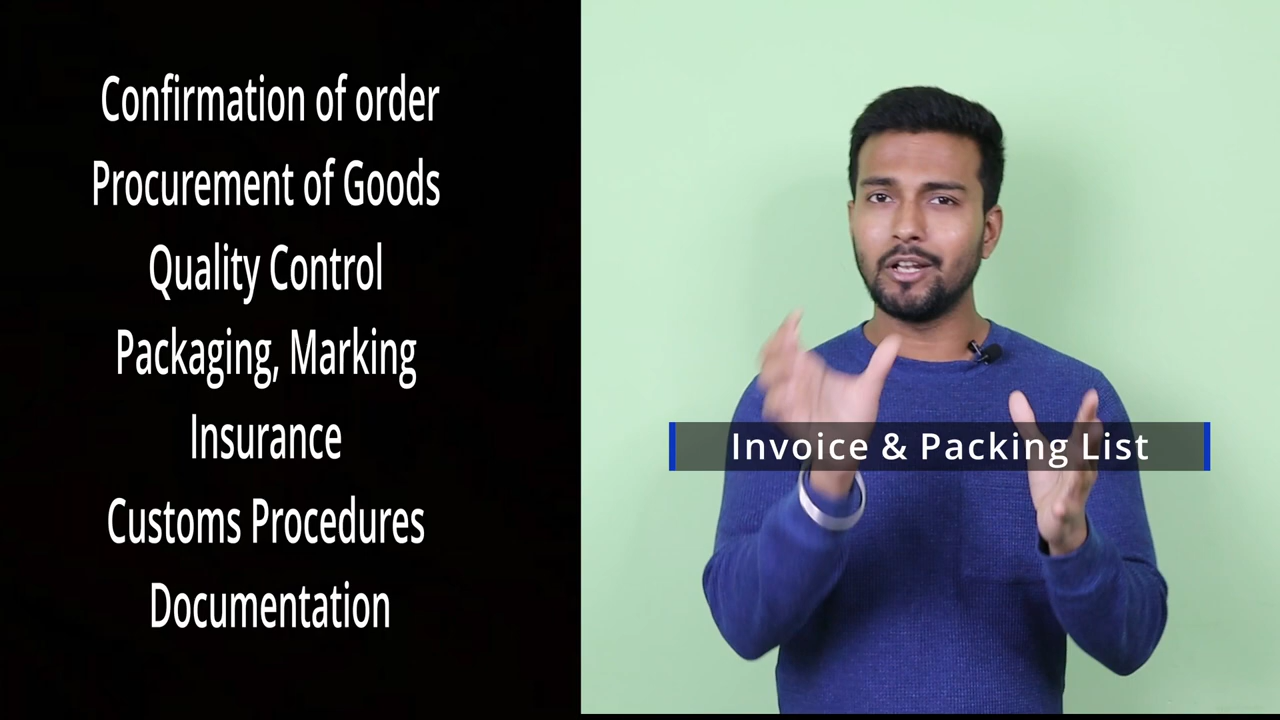 Confirmation of order
Procurement of Goods
Quality Control
Packaging, Marking
Insurance
Customs Procedures
Documentation
Invoice & Packing List